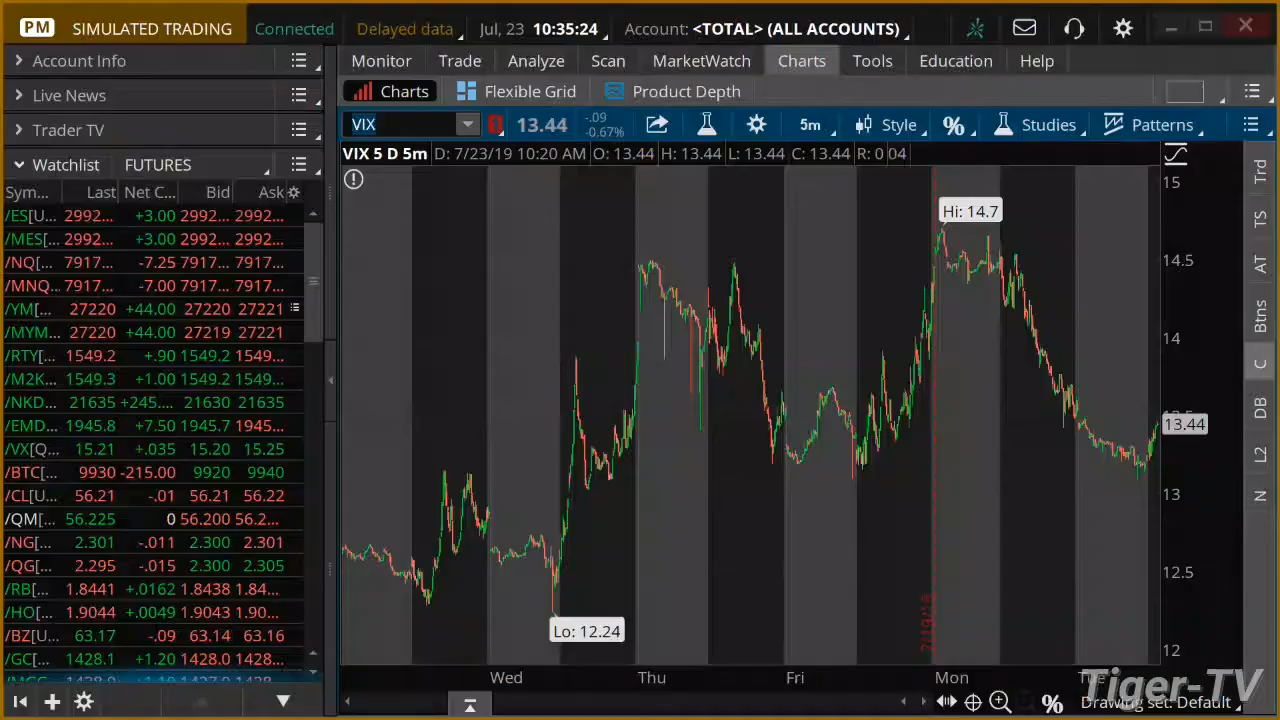 PM SIMULATED TRADING Connected Delayed data Jul, 23 10:35:24 Account: <TOTAL> (ALL ACCOUNTS)
Account Info
Live News
Trader TV
Watchlist FUTURES
Sym... Last Net C... Bid Ask
/ES[U... 2992... +3.00 2992... 2992...
/MES[... 2992... +3.00 2992... 2992...
/NQ[... 7917... -7.25 7917... 7917...
/MNQ... 7917... -7.00 7917... 7917...
/YM[... 27220 +44.00 27220 27221
/MYM... 27220 +44.00 27219 27221
/RTY[... 1549.2 +.90 1549.2 1549...
/M2K... 1549.3 +1.00 1549.2 1549...
/NKD... 21635 +245.... 21630 21635
/EMD... 1945.8 +7.50 1945.7 1945...
/VX[Q... 15.21 +.035 15.20 15.25
/BTC[... 9930 -215.00 9920 9940
/CL[U... 56.21 -.01 56.21 56.22
/QM[... 56.225 0 56.200 56.2...
/NG[... 2.301 -.011 2.300 2.301
/QG[... 2.295 -.015 2.300 2.305
/RB[... 1.8441 +.0162 1.8438 1.84...
/HO[... 1.9044 +.0049 1.9043 1.90...
/BZ[U... 63.17 -.09 63.14 63.16
/GC[... 1428.1 +1.20 1428.0 1428...
Monitor Trade Analyze Scan MarketWatch Charts Tools Education Help
Charts Flexible Grid Product Depth
VIX 13.44 -.09 -0.67% 5m Style % Studies Patterns
VIX 5 D 5m D: 7/23/19 10:20 AM O: 13.44 H: 13.44 L: 13.44 C: 13.44 R: 0 04
15
Hi: 14.7
14.5
14
13.44
13
12.5
Lo: 12.24
7/19/19
12
Wed Thu Fri Mon Tue
% Drawing set: Default
Trd
TS
AT
Btns
C
DB
L2
N
Tiger-TV